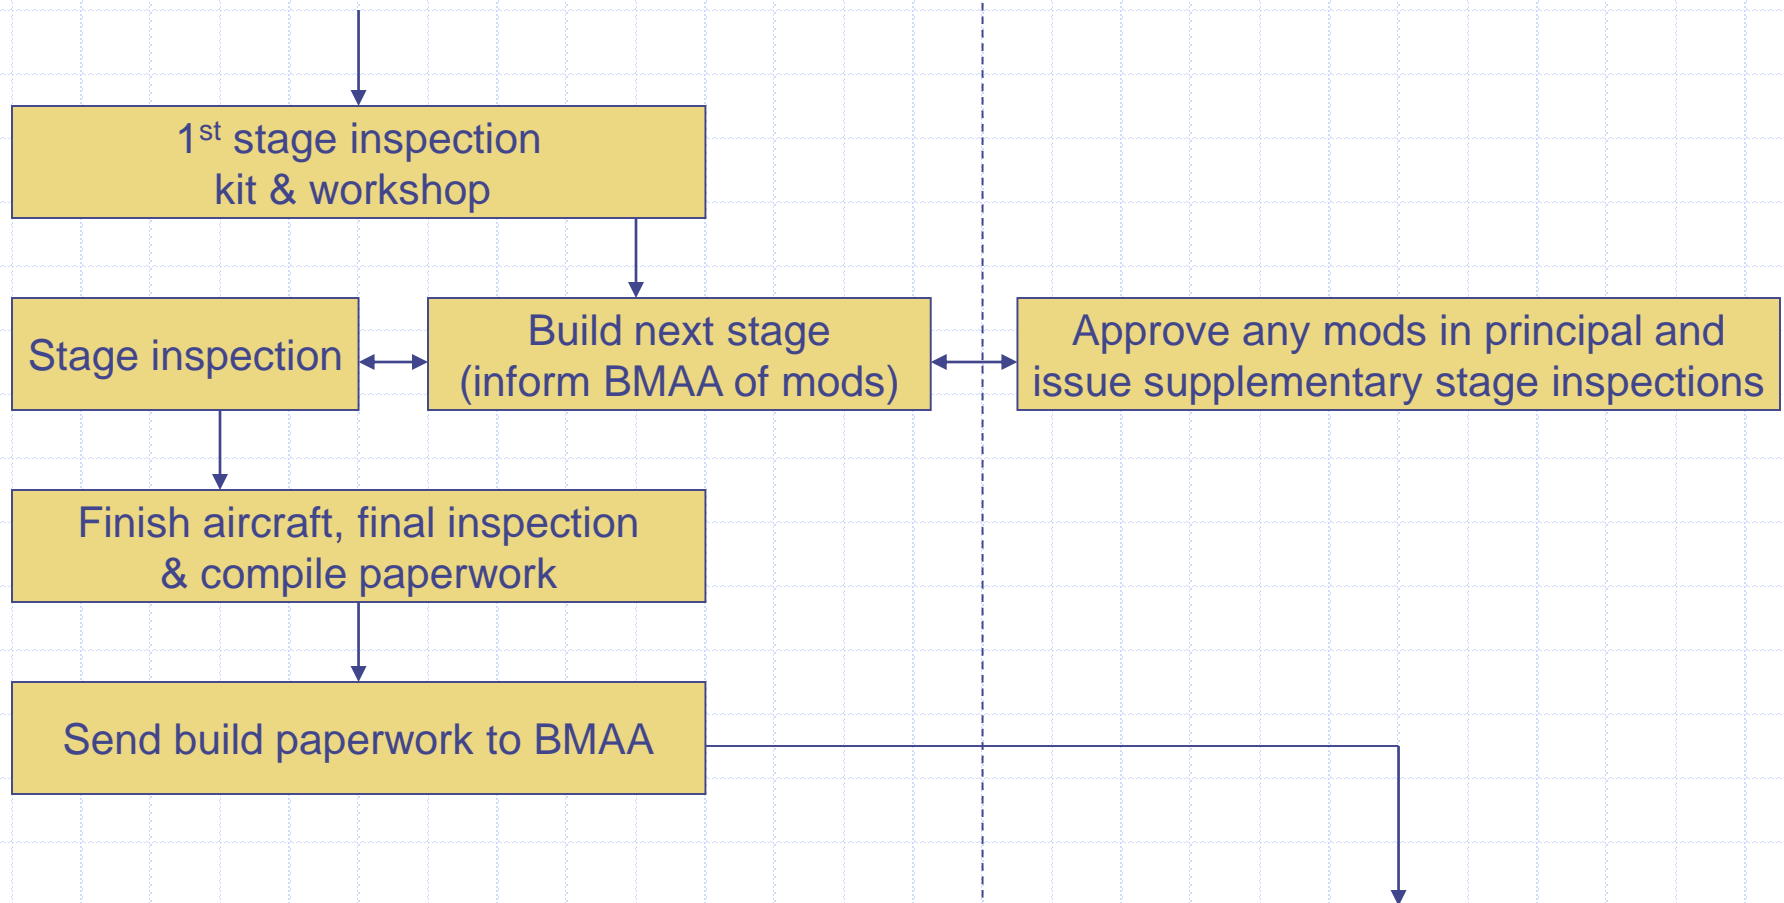 1st stage inspection
kit & workshop
Stage inspection
Build next stage
(inform BMAA of mods)
Approve any mods in principal and
issue supplementary stage inspections
Finish aircraft, final inspection
& compile paperwork
Send build paperwork to BMAA